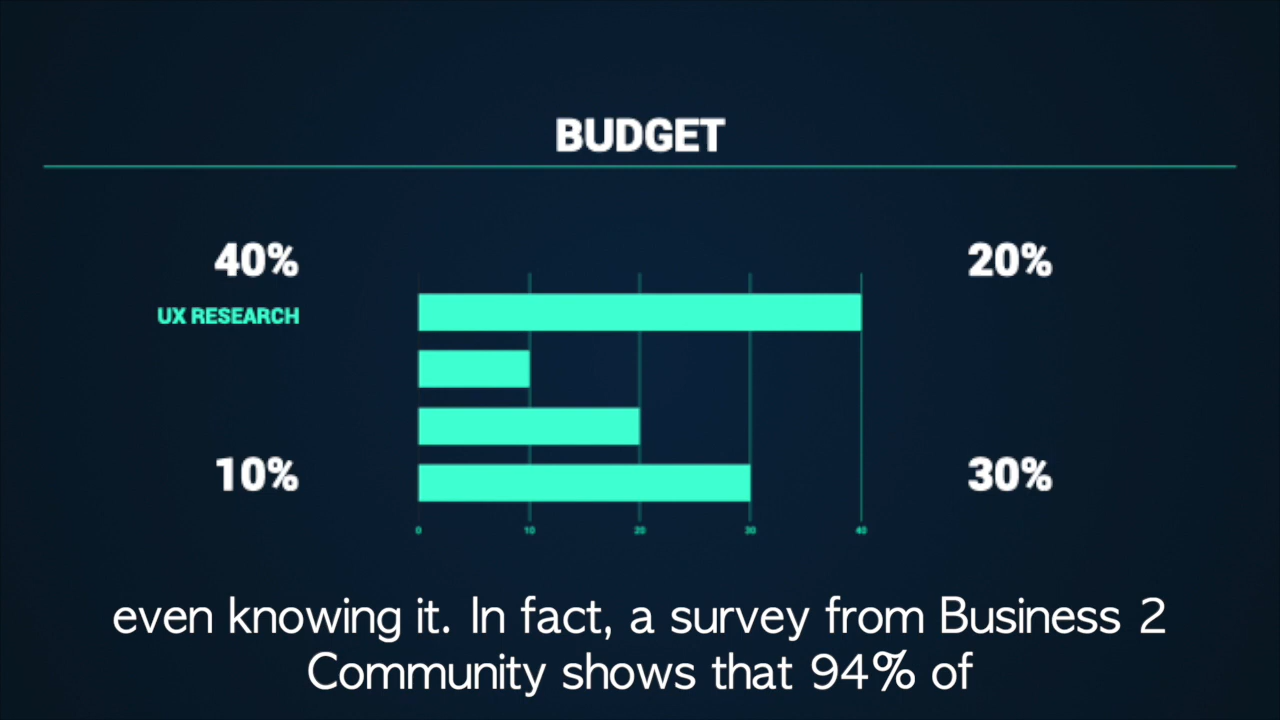 BUDGET
40%
20%
UX RESEARCH
10%
30%
0 10 20 30 40
even knowing it. In fact, a survey from Business 2
Community shows that 94% of